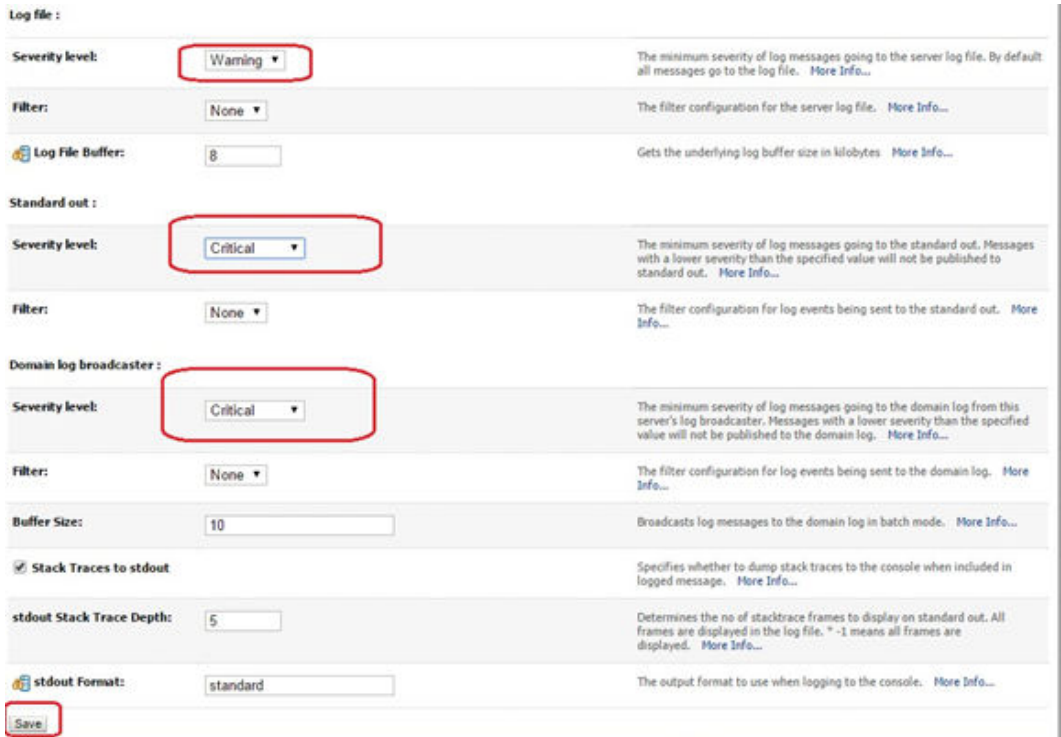 Log file :
Severity level:
Warning
The minimum severity of log messages going to the server log file. By default
all messages go to the log file. More Info...
Filter:
None
The filter configuration for the server log file. More Info...
Log File Buffer:
8
Gets the underlying log buffer size in kilobytes More Info...
Standard out :
Severity level:
Critical
The minimum severity of log messages going to the standard out. Messages
with a lower severity than the specified value will not be published to
standard out. More Info...
Filter:
None
The filter configuration for log events being sent to the standard out. More
Info...
Domain log broadcaster :
Severity level:
Critical
The minimum severity of log messages going to the domain log from this
server's log broadcaster. Messages with a lower severity than the specified
value will not be published to the domain log. More Info...
Filter:
None
The filter configuration for log events being sent to the domain log. More
Info...
Buffer Size:
10
Broadcasts log messages to the domain log in batch mode. More Info...
Stack Traces to stdout
Specifies whether to dump stack traces to the console when included in
logged message. More Info...
stdout Stack Trace Depth:
5
Determines the no of stacktrace frames to display on standard out. All
frames are displayed in the log file. * -1 means all frames are
displayed. More Info...
stdout Format:
standard
The output format to use when logging to the console. More Info...
Save